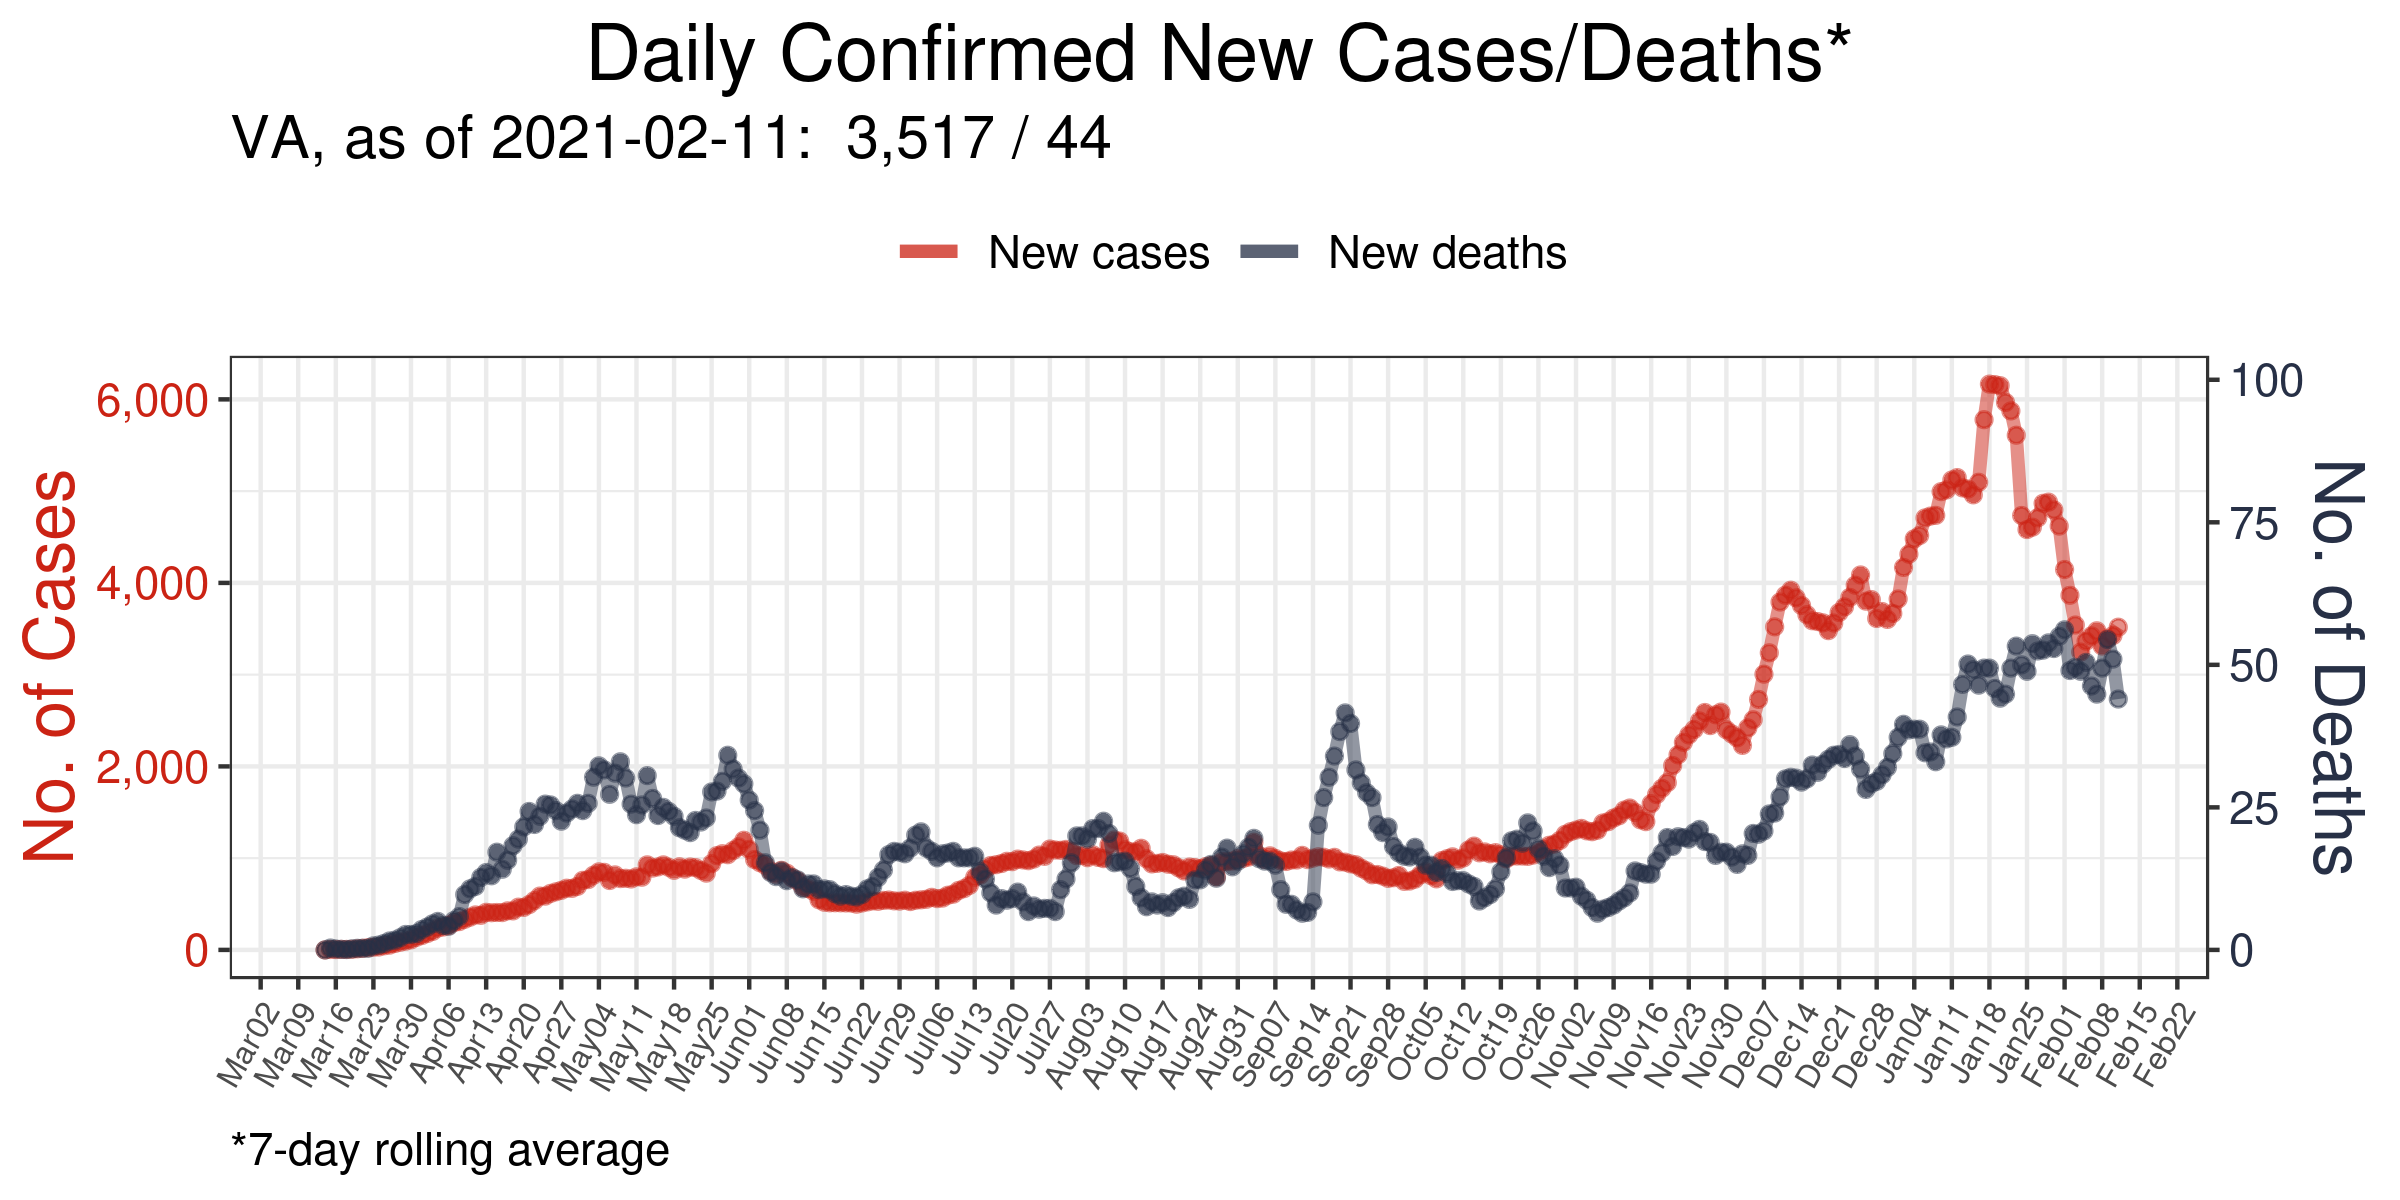 Daily Confirmed New Cases/Deaths*
VA, as of 2021-02-11:  3,517 / 44
New cases
New deaths
No. of Cases
6,000
4,000
2,000
0
100
75
50
25
0
No. of Deaths
Mar02
Mar09
Mar16
Mar23
Mar30
Apr06
Apr13
Apr20
Apr27
May04
May11
May18
May25
Jun01
Jun08
Jun15
Jun22
Jun29
Jul06
Jul13
Jul20
Jul27
Aug03
Aug10
Aug17
Aug24
Aug31
Sep07
Sep14
Sep21
Sep28
Oct05
Oct12
Oct19
Oct26
Nov02
Nov09
Nov16
Nov23
Nov30
Dec07
Dec14
Dec21
Dec28
Jan04
Jan11
Jan18
Jan25
Feb01
Feb08
Feb15
Feb22
*7-day rolling average